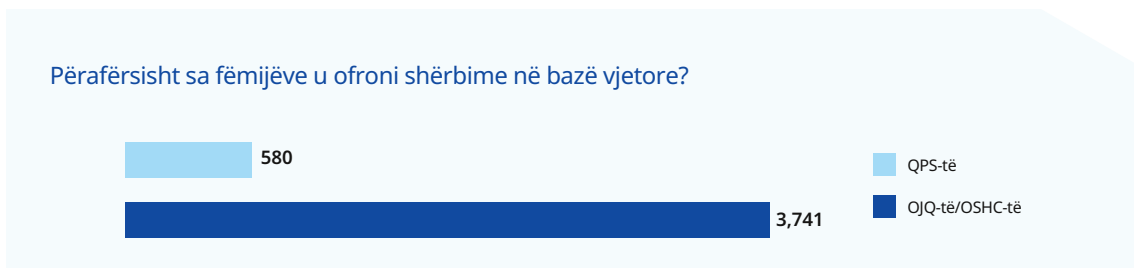 Përafërsisht sa fëmijëve u ofroni shërbime në bazë vjetore?
580
3,741
QPS-të
OJQ-të/OSHC-të